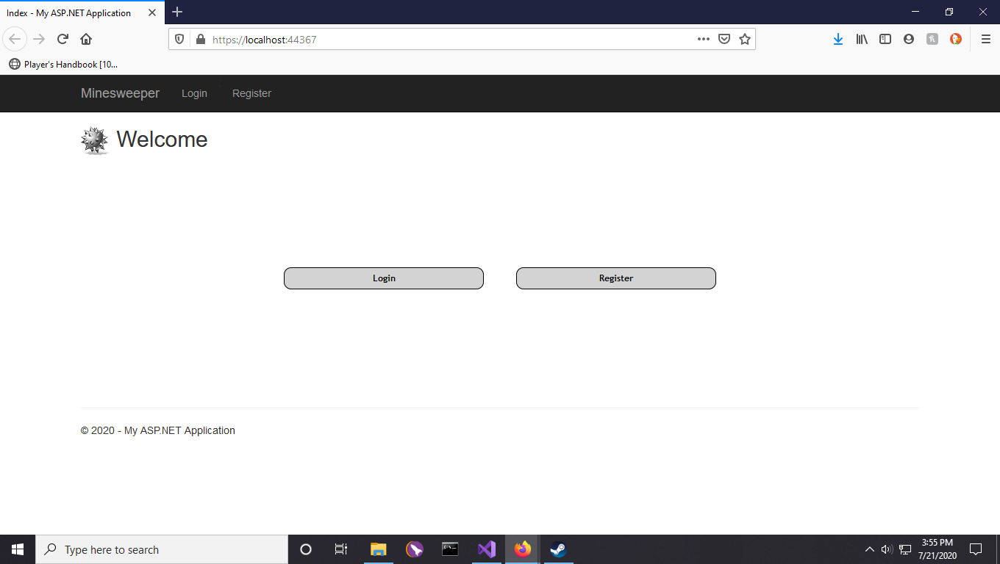 Index - My ASP.NET Application
https://localhost:44367
Player's Handbook [10...
Minesweeper Login Register
Welcome
Login Register
© 2020 - My ASP.NET Application
Type here to search
3:55 PM
7/21/2020